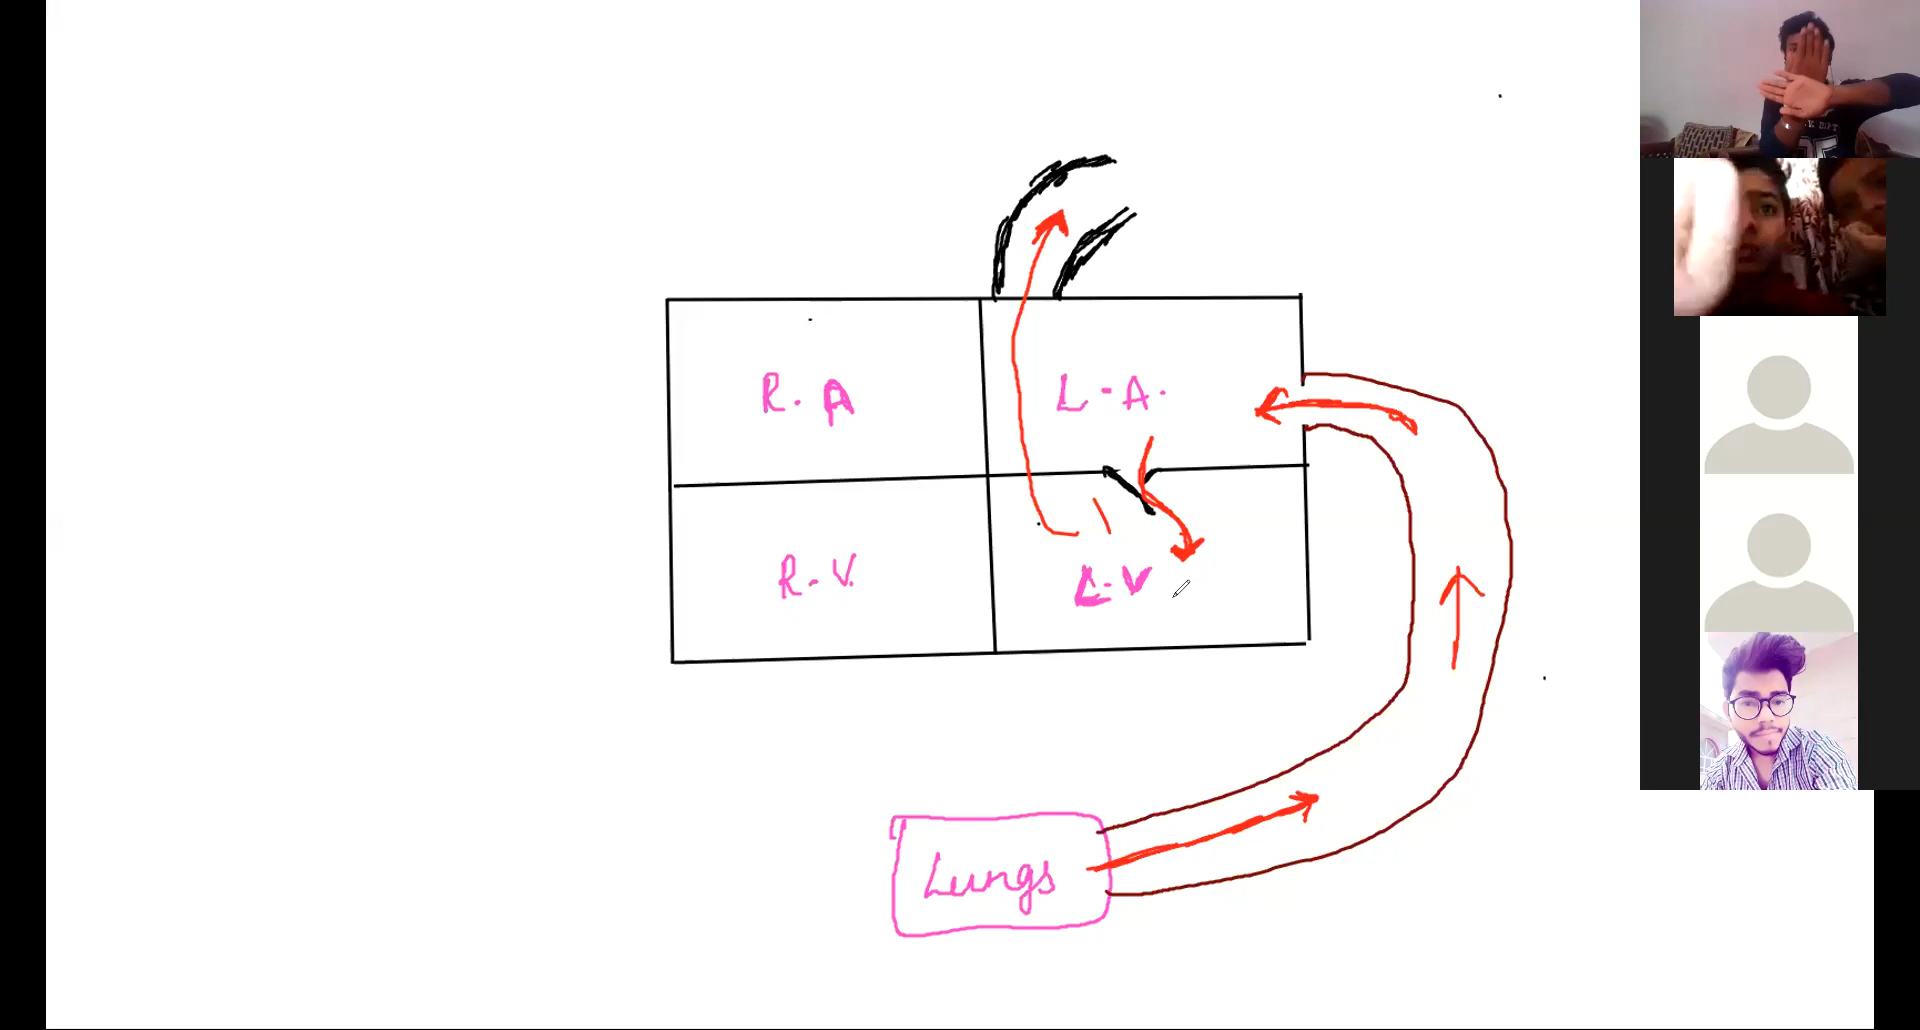 R. A
L-A.
R-V.
L-V
Lungs